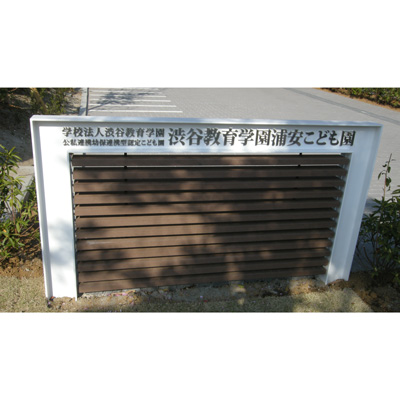 学校法人渋谷教育学園
公私連携幼保連携型認定こども園
渋谷教育学園浦安こども園